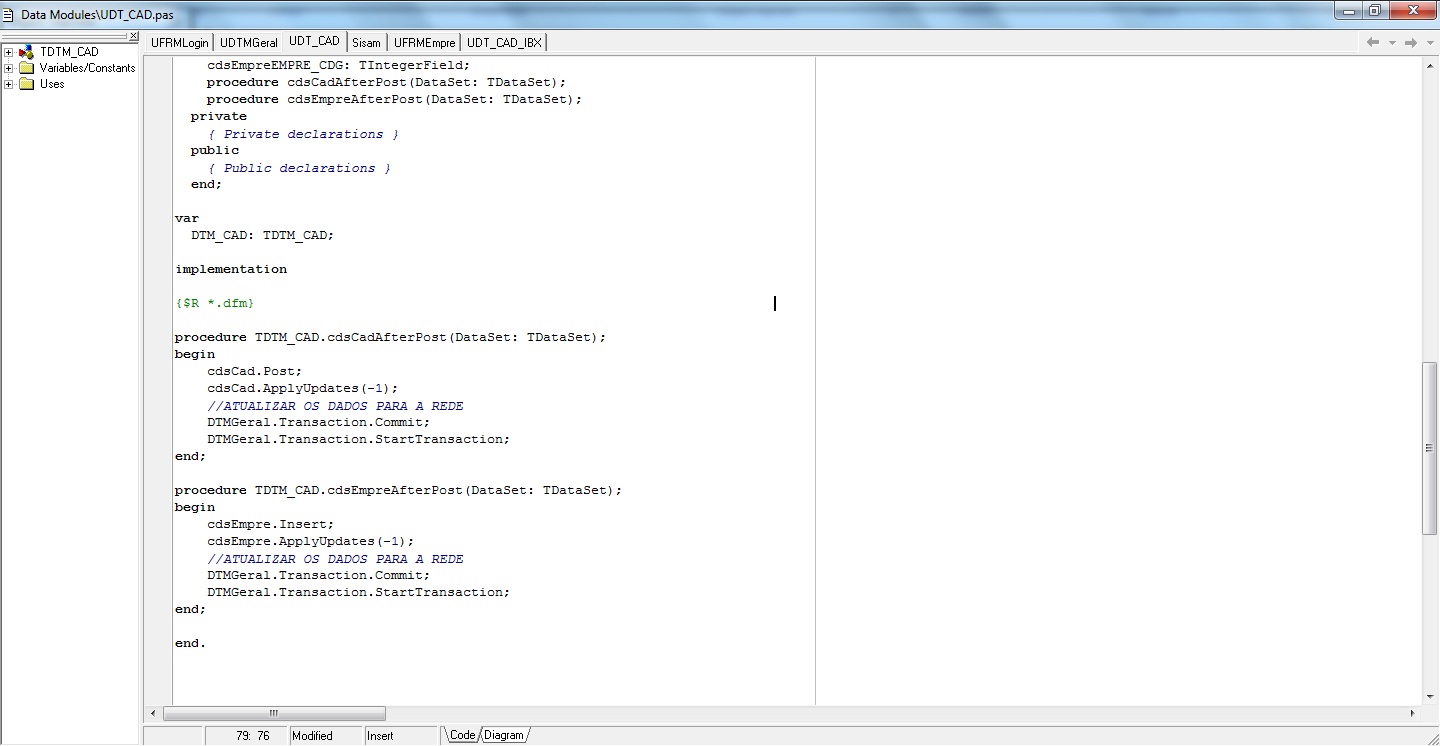 Data Modules\UDT_CAD.pas
TDTM_CAD
Variables/Constants
Uses
UFRMLogin UDTMGeral UDT_CAD Sisam UFRMEmpre UDT_CAD_IBX
cdsEmpreEMPRE_CDG: TIntegerField;
procedure cdsCadAfterPost(DataSet: TDataSet);
procedure cdsEmpreAfterPost(DataSet: TDataSet);
private
{ Private declarations }
public
{ Public declarations }
end;
var
DTM_CAD: TDTM_CAD;
implementation
{$R *.dfm}
procedure TDTM_CAD.cdsCadAfterPost(DataSet: TDataSet);
begin
cdsCad.Post;
cdsCad.ApplyUpdates(-1);
//ATUALIZAR OS DADOS PARA A REDE
DTMGeral.Transaction.Commit;
DTMGeral.Transaction.StartTransaction;
end;
procedure TDTM_CAD.cdsEmpreAfterPost(DataSet: TDataSet);
begin
cdsEmpre.Insert;
cdsEmpre.ApplyUpdates(-1);
//ATUALIZAR OS DADOS PARA A REDE
DTMGeral.Transaction.Commit;
DTMGeral.Transaction.StartTransaction;
end;
end.
79: 76 Modified Insert Code Diagram